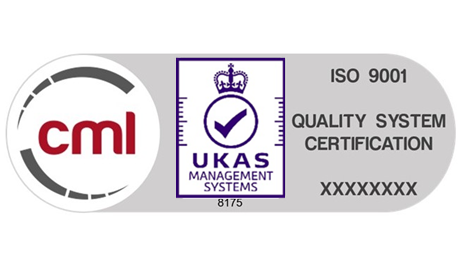 cml
UKAS
MANAGEMENT
SYSTEMS
8175
ISO 9001
QUALITY SYSTEM
CERTIFICATION
XXXXXXXX